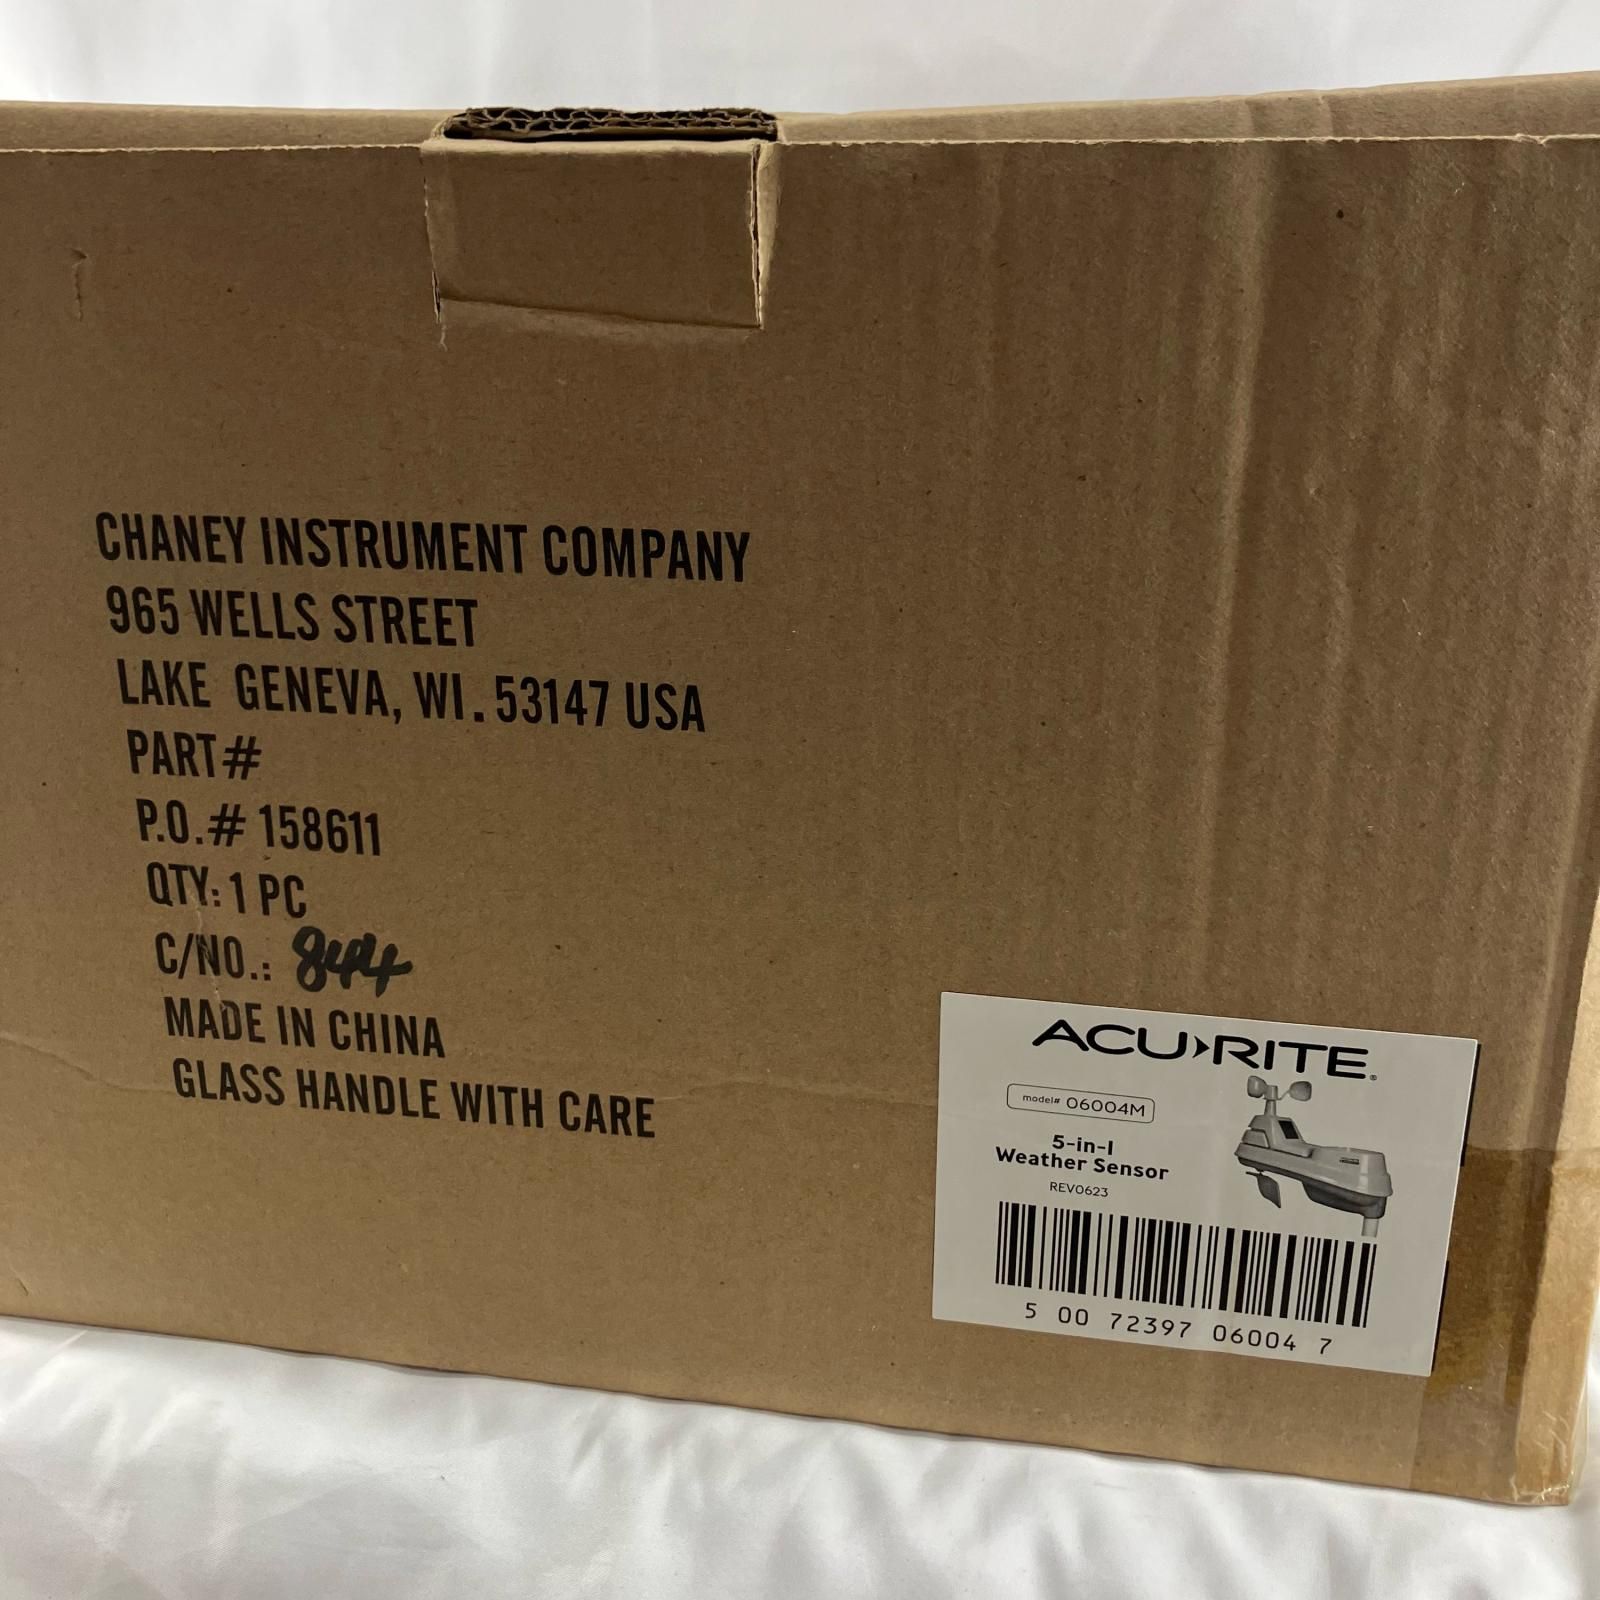 CHANEY INSTRUMENT COMPANY
965 WELLS STREET
LAKE GENEVA, WI. 53147 USA
PART#
P.O.# 158611
QTY: 1 PC
C/NO.: 844
MADE IN CHINA
GLASS HANDLE WITH CARE
ACU›RITE®
model# 06004M
5-in-1
Weather Sensor
REV0623
5 00 72397 06004 7